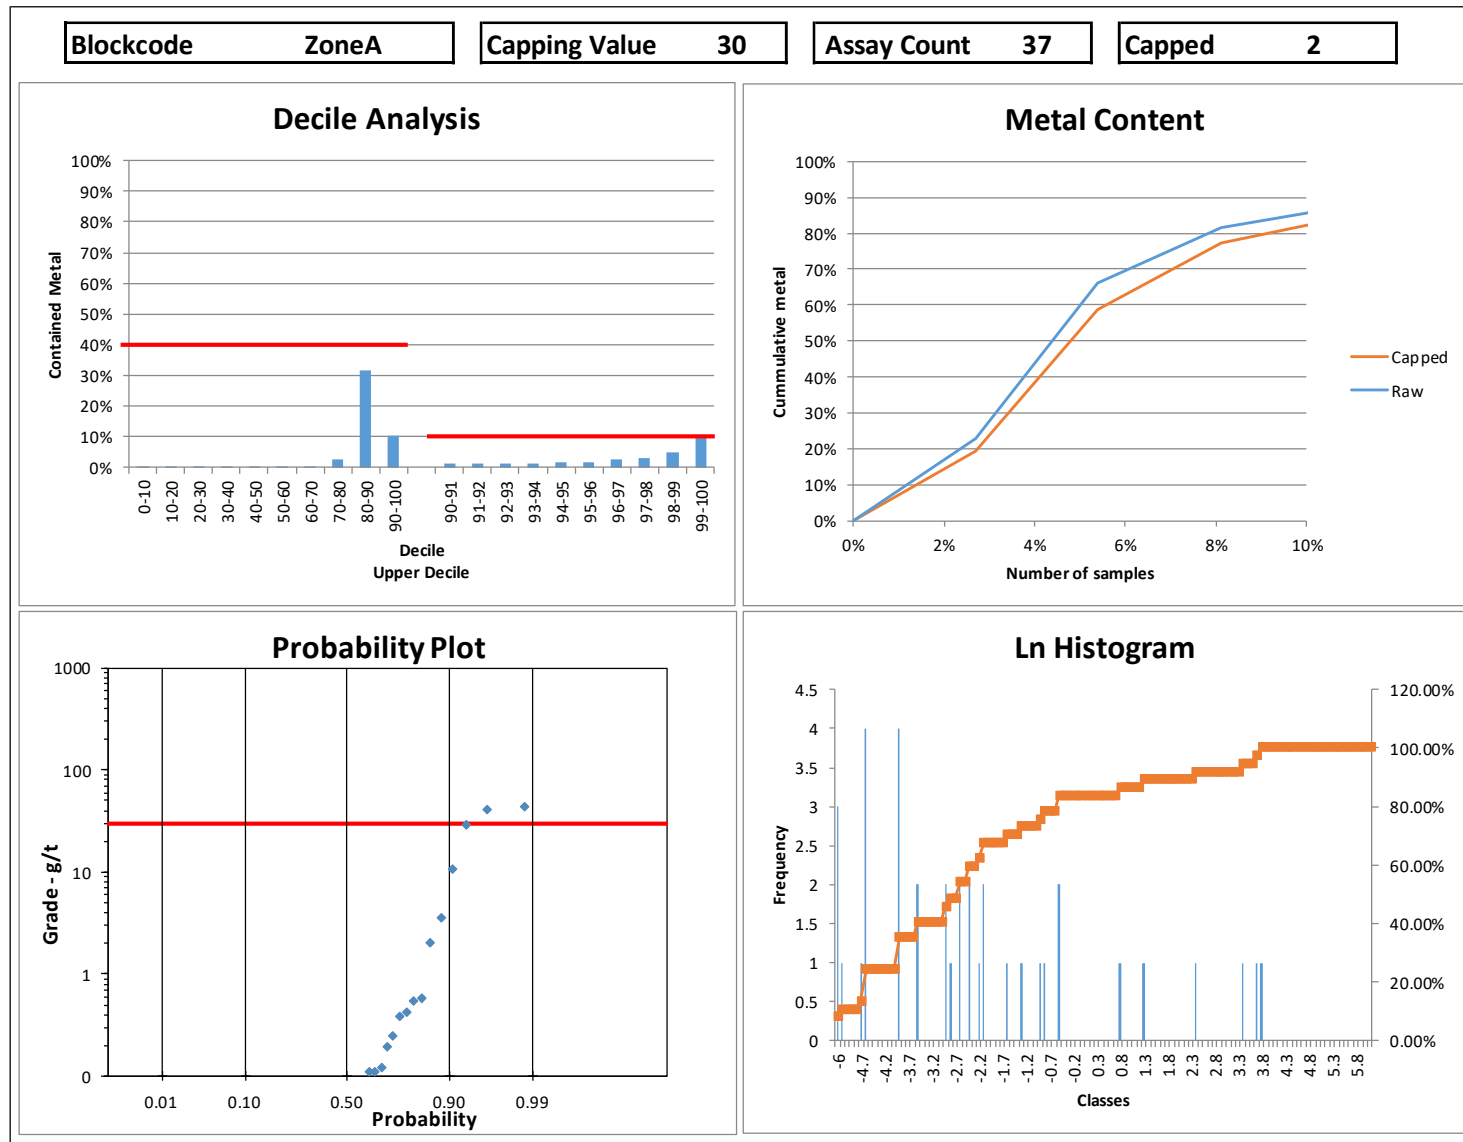 Blockcode ZoneA Capping Value 30 Assay Count 37 Capped 2
Decile Analysis
100%
90%
80%
70%
60%
50%
40%
30%
20%
10%
0%
Contained Metal
0-10 10-20 20-30 30-40 40-50 50-60 60-70 70-80 80-90 90-100 90-91 91-92 92-93 93-94 94-95 95-96 96-97 97-98 98-99 99-100
Decile
Upper Decile
Metal Content
100%
90%
80%
70%
60%
50%
40%
30%
20%
10%
0%
Cummulative metal
0% 2% 4% 6% 8% 10%
Number of samples
Capped
Raw
Probability Plot
1000
100
10
1
0
Grade - g/t
0.01 0.10 0.50 0.90 0.99
Probability
Ln Histogram
4.5
4
3.5
3
2.5
2
1.5
1
0.5
0
Frequency
120.00%
100.00%
80.00%
60.00%
40.00%
20.00%
0.00%
-6 -4.7 -4.2 -3.7 -3.2 -2.7 -2.2 -1.7 -1.2 -0.7 -0.2 0.3 0.8 1.3 1.8 2.3 2.8 3.3 3.8 4.3 4.8 5.3 5.8
Classes